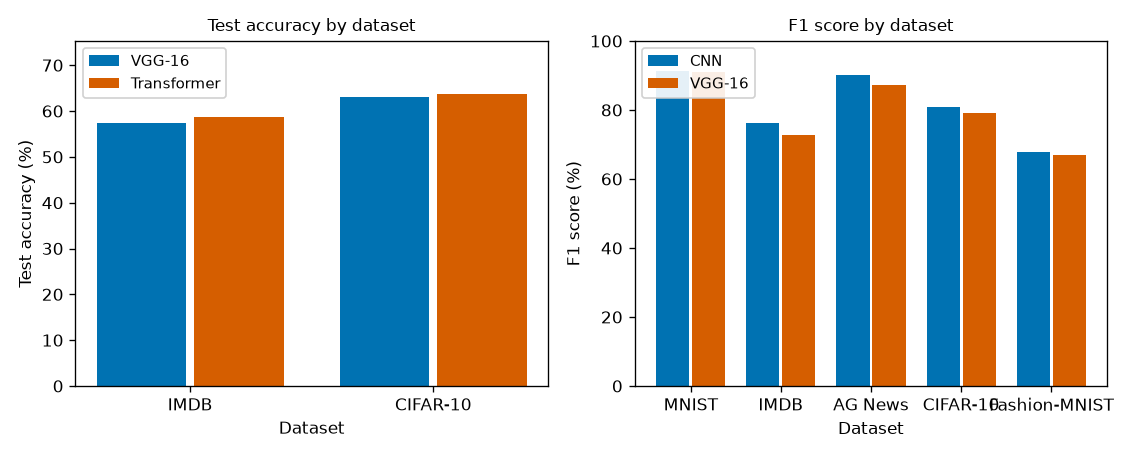 Test accuracy by dataset
VGG-16
Transformer
Test accuracy (%)
70
60
50
40
30
20
10
0
IMDB
CIFAR-10
Dataset
F1 score by dataset
CNN
VGG-16
F1 score (%)
100
80
60
40
20
0
MNIST
IMDB
AG News
CIFAR-10
Fashion-MNIST
Dataset